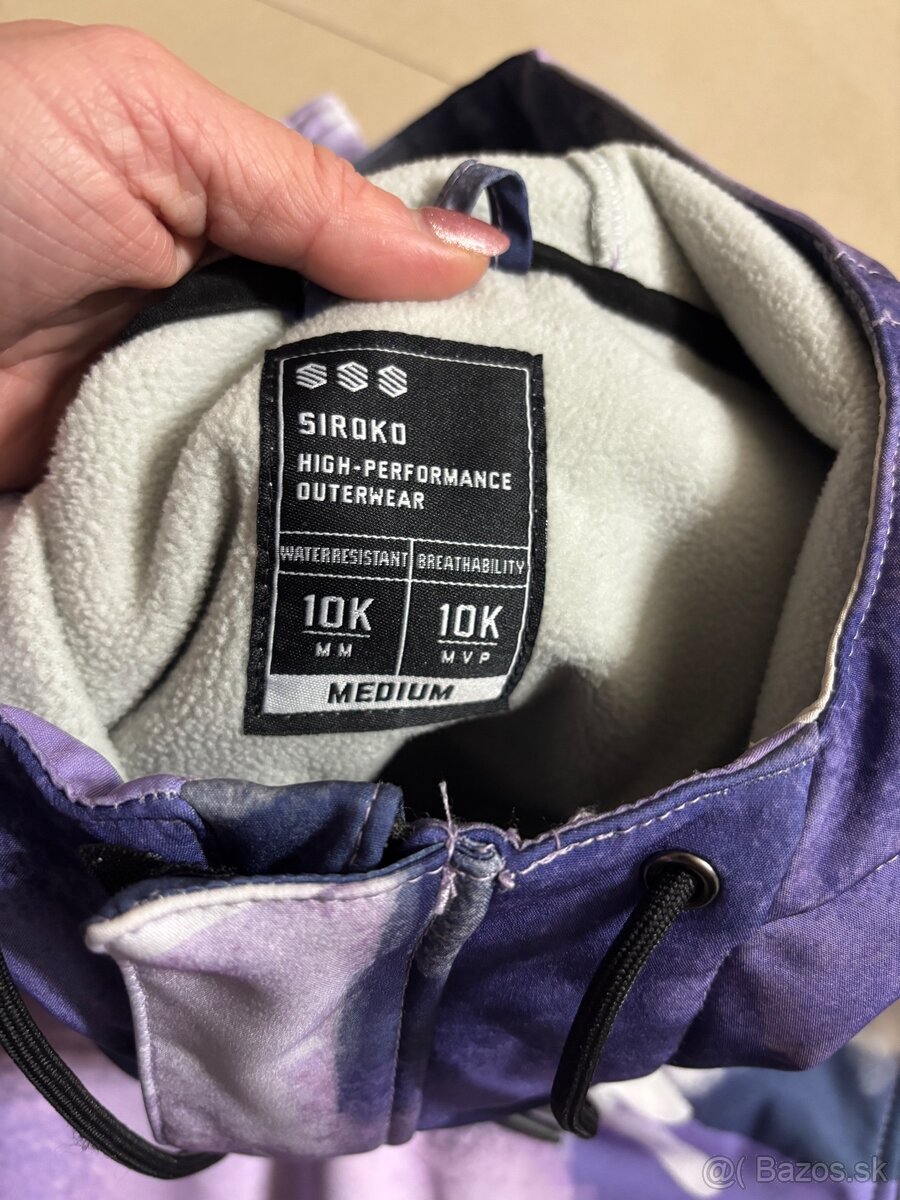 SIROKO
HIGH-PERFORMANCE
OUTERWEAR
WATERRESISTANT BREATHABILITY
10K 10K
MM MVP
MEDIUM
@( Bazos.sk